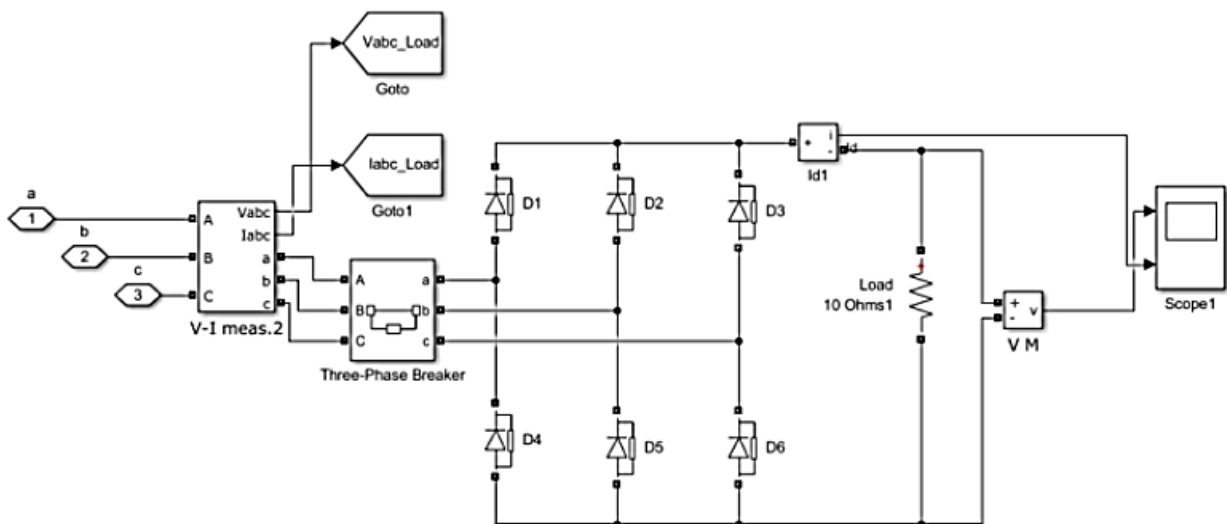 Vabc_Load
Goto
Iabc_Load
Goto1
a
1
b
2
c
3
A
B
C
Vabc
Iabc
a
b
c
V-I meas.2
A
B
C
a
b
c
Three-Phase Breaker
D1
D2
D3
D4
D5
D6
+
i
-
Id
Id1
Load
10 Ohms1
+
-
v
V M
Scope1